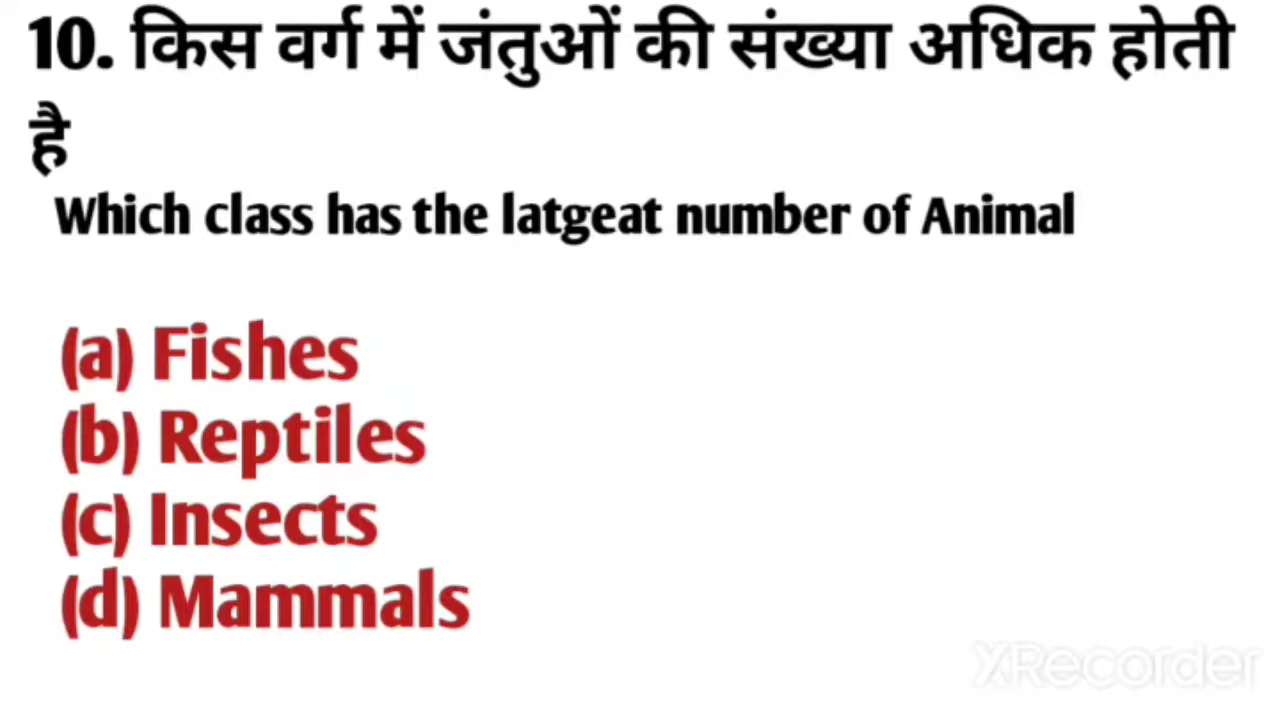 10. किस वर्ग में जंतुओं की संख्या अधिक होती
है
Which class has the latgeat number of Animal
(a) Fishes
(b) Reptiles
(c) Insects
(d) Mammals
XRecorder